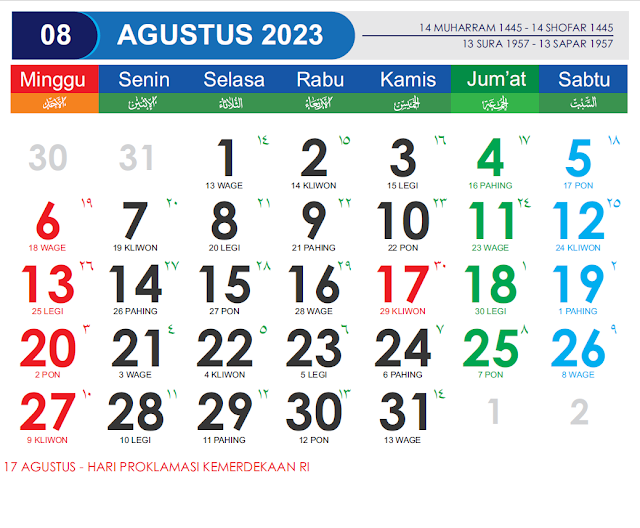 08 AGUSTUS 2023
14 MUHARRAM 1445 - 14 SHOFAR 1445
13 SURA 1957 - 13 SAPAR 1957
Minggu Senin Selasa Rabu Kamis Jum'at Sabtu
الأحد الإثنين الثلاثاء الأربعاء الخميس الجمعة السبت
30 31 1 ١٤ 2 ١٥ 3 ١٦ 4 ١٧ 5 ١٨
13 WAGE 14 KLIWON 15 LEGI 16 PAHING 17 PON
6 ١٩ 7 ٢٠ 8 ٢١ 9 ٢٢ 10 ٢٣ 11 ٢٤ 12 ٢٥
18 WAGE 19 KLIWON 20 LEGI 21 PAHING 22 PON 23 WAGE 24 KLIWON
13 ٢٦ 14 ٢٧ 15 ٢٨ 16 ٢٩ 17 ٣٠ 18 ١ 19 ٢
25 LEGI 26 PAHING 27 PON 28 WAGE 29 KLIWON 30 LEGI 1 PAHING
20 ٣ 21 ٤ 22 ٥ 23 ٦ 24 ٧ 25 ٨ 26 ٩
2 PON 3 WAGE 4 KLIWON 5 LEGI 6 PAHING 7 PON 8 WAGE
27 ١٠ 28 ١١ 29 ١٢ 30 ١٣ 31 ١٤ 1 2
9 KLIWON 10 LEGI 11 PAHING 12 PON 13 WAGE
17 AGUSTUS - HARI PROKLAMASI KEMERDEKAAN RI